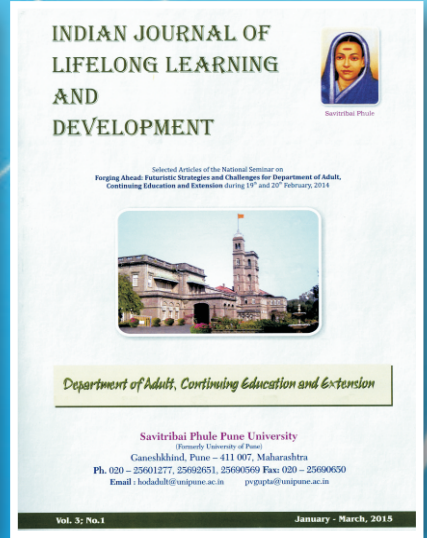 INDIAN JOURNAL OF
LIFELONG LEARNING
AND
DEVELOPMENT
Savitribai Phule
Selected Articles of the National Seminar on
Forging Ahead: Futuristic Strategies and Challenges for Department of Adult,
Continuing Education and Extension during 19th and 20th February, 2014
Department of Adult, Continuing Education and Extension
Savitribai Phule Pune University
(Formerly University of Pune)
Ganeshkhind, Pune – 411 007, Maharashtra
Ph. 020 – 25601277, 25692651, 25690569 Fax: 020 – 25690650
Email : hodadult@unipune.ac.in pvgupta@unipune.ac.in
Vol. 3; No.1 January - March, 2015